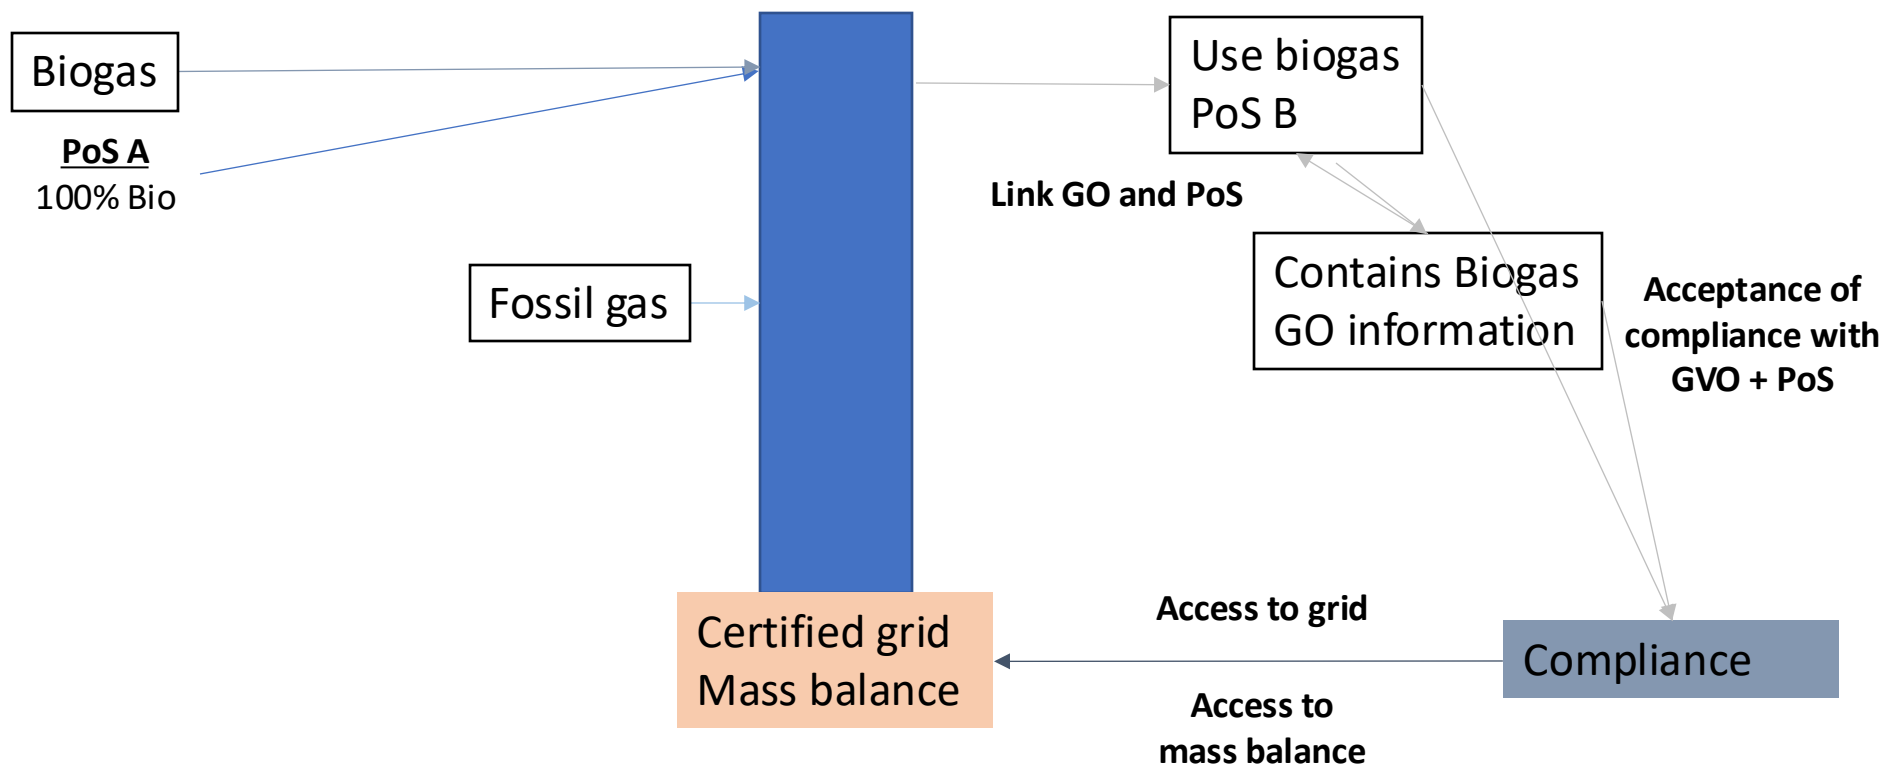 Biogas
PoS A
100% Bio
Fossil gas
Use biogas
PoS B
Link GO and PoS
Contains Biogas
GO information
Acceptance of
compliance with
GVO + PoS
Certified grid
Mass balance
Access to grid
Access to
mass balance
Compliance